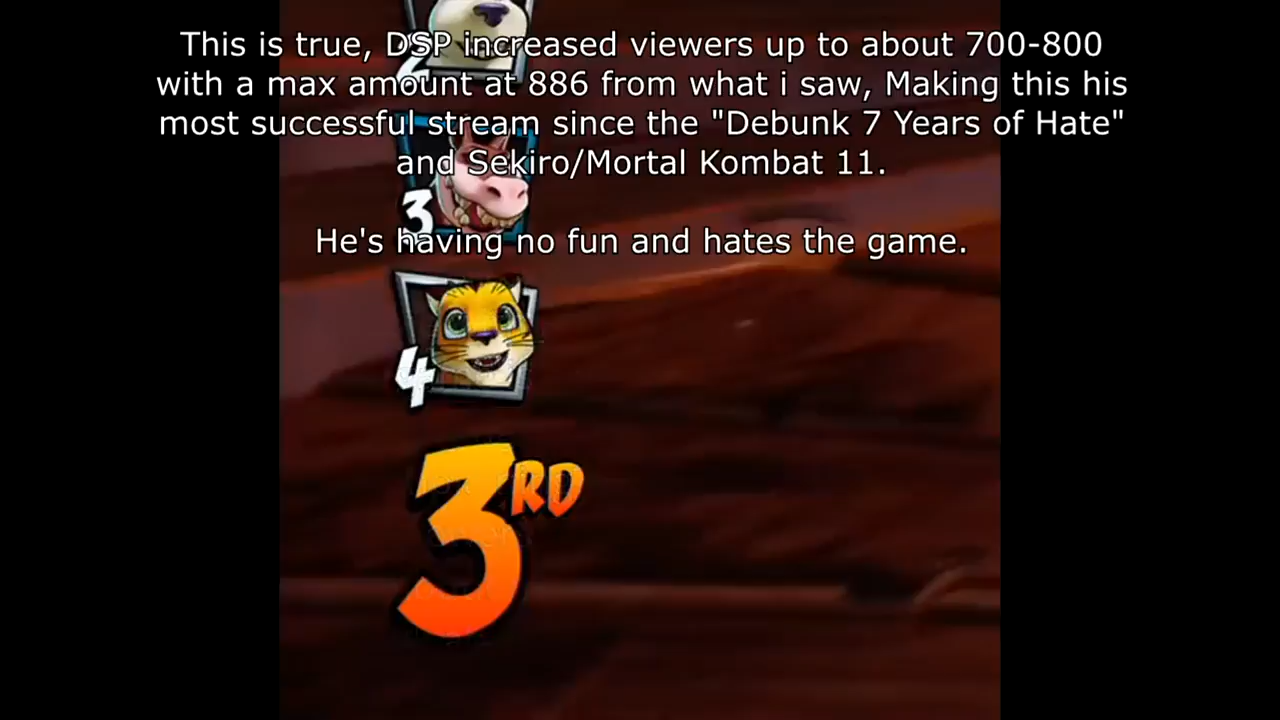 This is true, DSP increased viewers up to about 700-800
with a max amount at 886 from what i saw, Making this his
most successful stream since the "Debunk 7 Years of Hate"
and Sekiro/Mortal Kombat 11.
3
He's having no fun and hates the game.
4
3RD